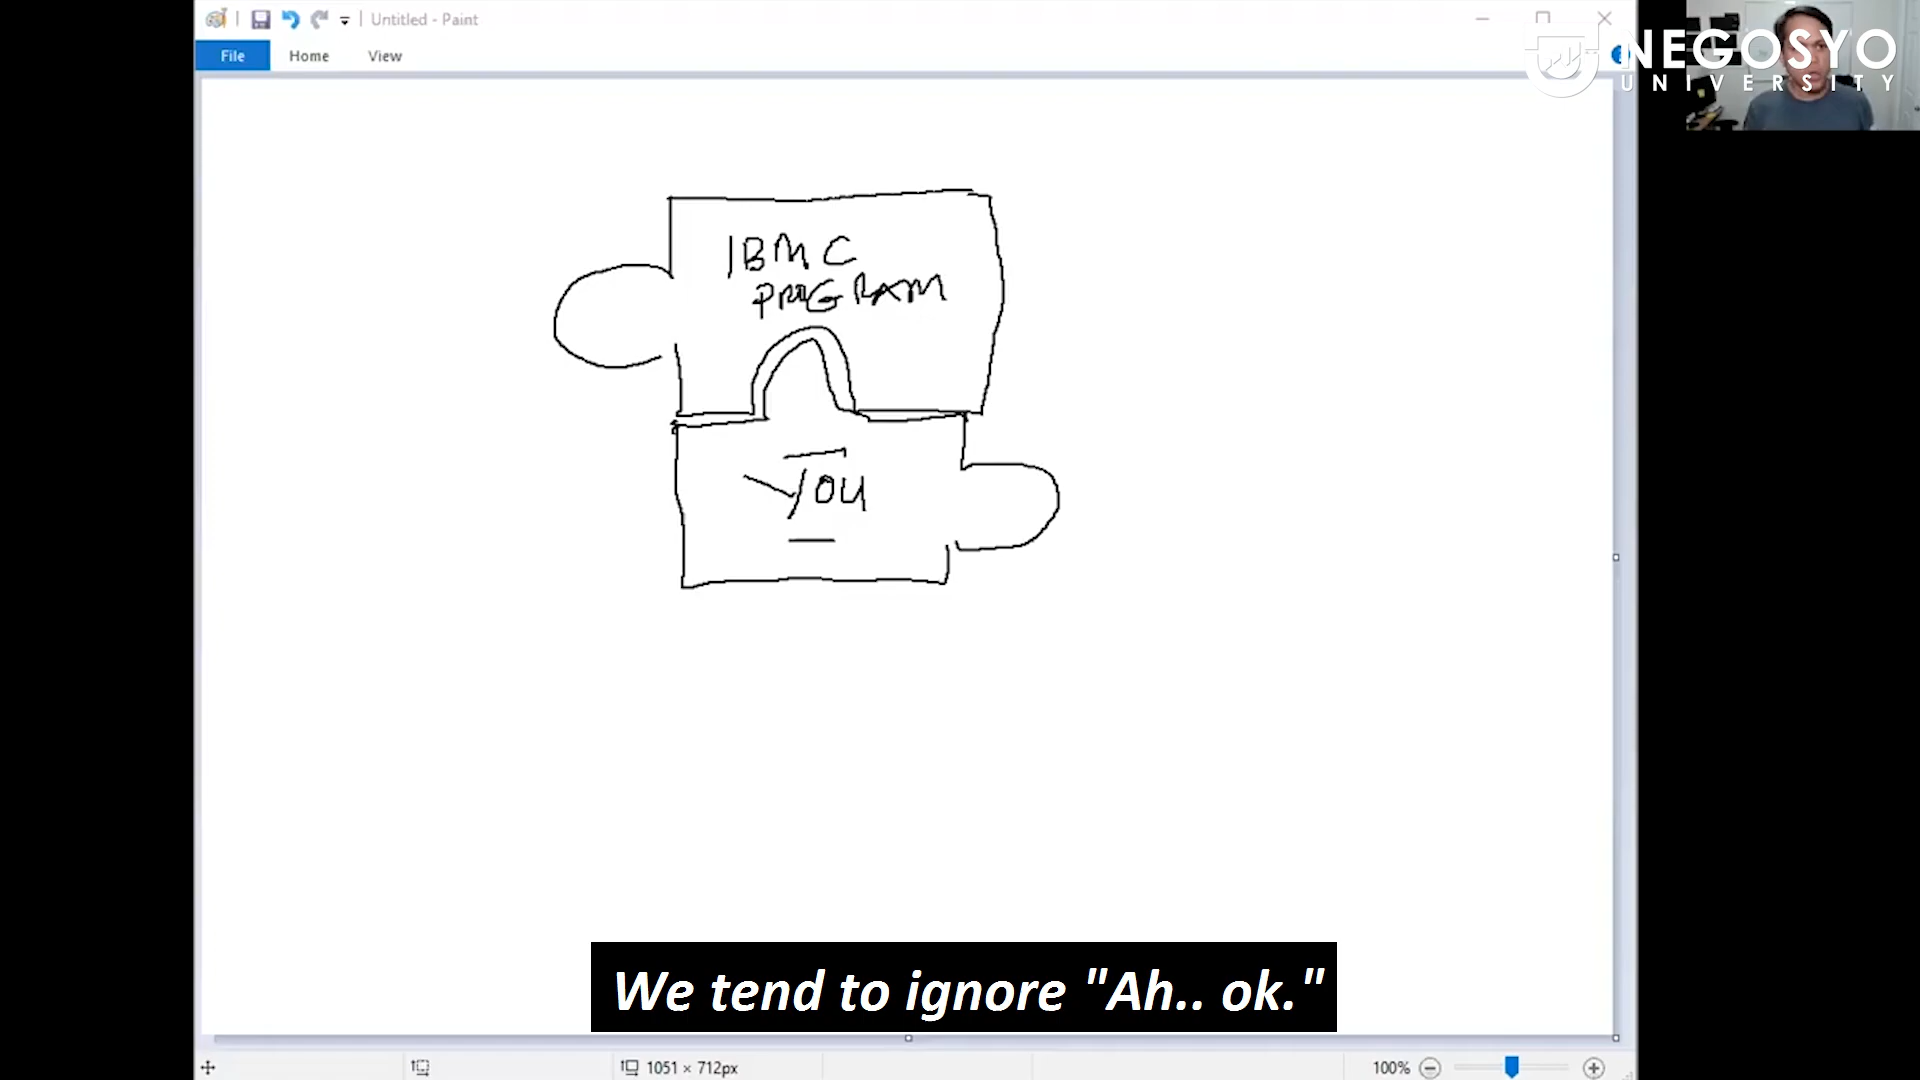 Untitled - Paint
File Home View
NEGOSYO
UNIVERSITY
IBMC
PROGRAM
YOU
We tend to ignore "Ah.. ok."
1051 × 712px
100%